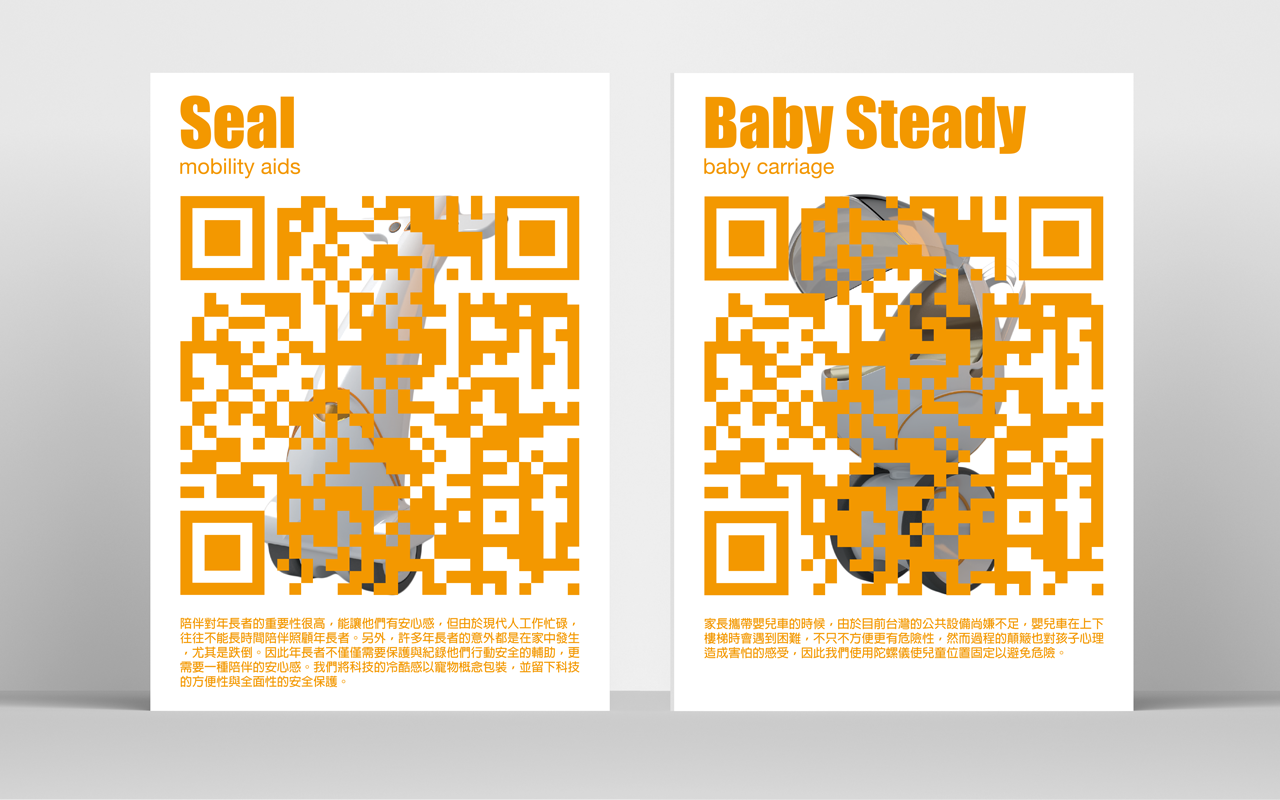 Seal
mobility aids
陪伴對年長者的重要性很高，能讓他們有安心感，但由於現代人工作忙碌，
往往不能長時間陪伴照顧年長者。另外，許多年長者的意外都是在家中發生
，尤其是跌倒。因此年長者不僅僅需要保護與紀錄他們行動安全的輔助，更
需要一種陪伴的安心感。我們將科技的冷酷感以寵物概念包裝，並留下科技
的方便性與全面性的安全保護。
Baby Steady
baby carriage
家長攜帶嬰兒車的時候，由於目前台灣的公共設備尚嫌不足，嬰兒車在上下
樓梯時會遇到困難，不只不方便更有危險性，然而過程的顛簸也對孩子心理
造成害怕的感受，因此我們使用陀螺儀使兒童位置固定以避免危險。